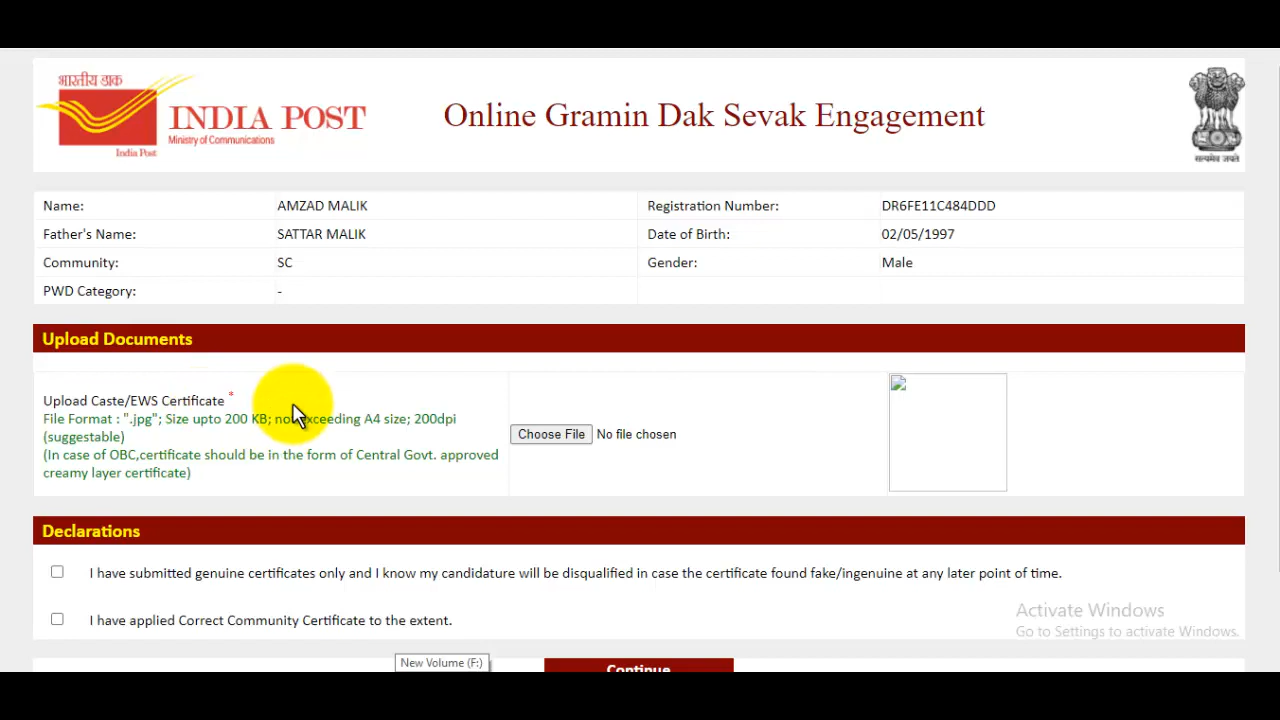 भारतीय डाक
INDIA POST
Ministry of Communications
India Post
Online Gramin Dak Sevak Engagement
सत्यमेव जयते
Name: AMZAD MALIK Registration Number: DR6FE11C484DDD
Father's Name: SATTAR MALIK Date of Birth: 02/05/1997
Community: SC Gender: Male
PWD Category: -
Upload Documents
Upload Caste/EWS Certificate *
File Format : ".jpg"; Size upto 200 KB; not exceeding A4 size; 200dpi
(suggestable)
(In case of OBC,certificate should be in the form of Central Govt. approved
creamy layer certificate)
Choose File No file chosen
Declarations
I have submitted genuine certificates only and I know my candidature will be disqualified in case the certificate found fake/ingenuine at any later point of time.
I have applied Correct Community Certificate to the extent.
Activate Windows
Go to Settings to activate Windows.
New Volume (F:)
Continue